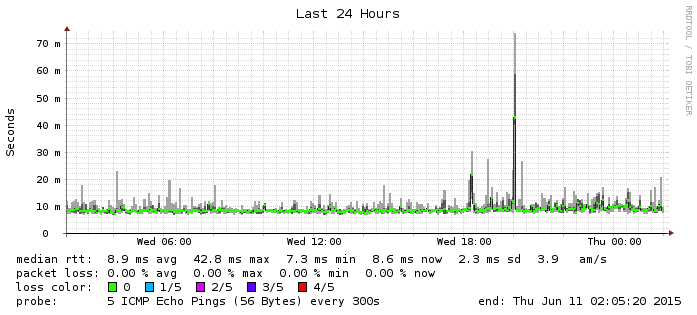 Last 24 Hours
RRDTOOL / TOBI OETIKER
Seconds
70 m
60 m
50 m
40 m
30 m
20 m
10 m
0
Wed 06:00 Wed 12:00 Wed 18:00 Thu 00:00
median rtt: 8.9 ms avg 42.8 ms max 7.3 ms min 8.6 ms now 2.3 ms sd 3.9 am/s
packet loss: 0.00 % avg 0.00 % max 0.00 % min 0.00 % now
loss color: 0 1/5 2/5 3/5 4/5
probe: 5 ICMP Echo Pings (56 Bytes) every 300s end: Thu Jun 11 02:05:20 2015